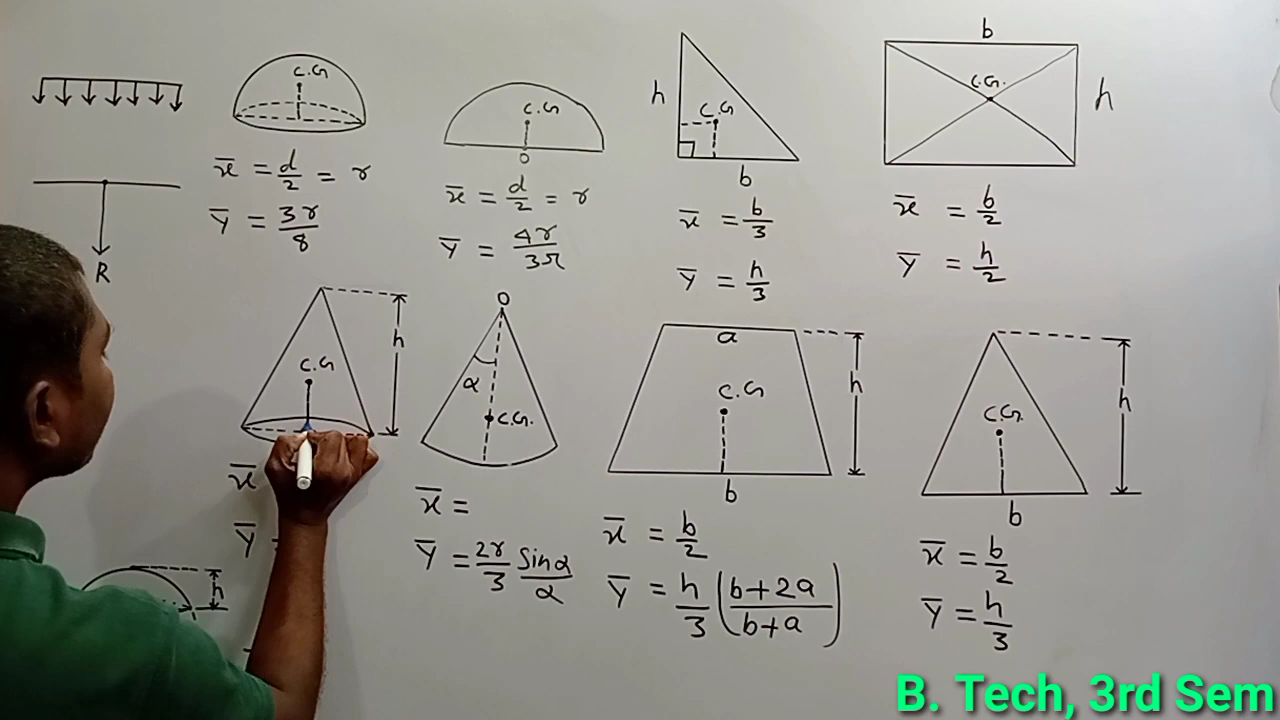 C.G
x̄ = d/2 = r
ȳ = 3r/8
R
C.G
O
x̄ = d/2 = r
ȳ = 4r/3π
h
C.G
b
x̄ = b/3
ȳ = h/3
b
C.G.
h
x̄ = b/2
ȳ = h/2
C.G
h
x̄
ȳ
O
α
C.G.
x̄ =
ȳ = 2r/3 Sinα/α
a
C.G
h
b
x̄ = b/2
ȳ = h/3 (b+2a/b+a)
C.G.
h
b
x̄ = b/2
ȳ = h/3
h
B. Tech, 3rd Sem